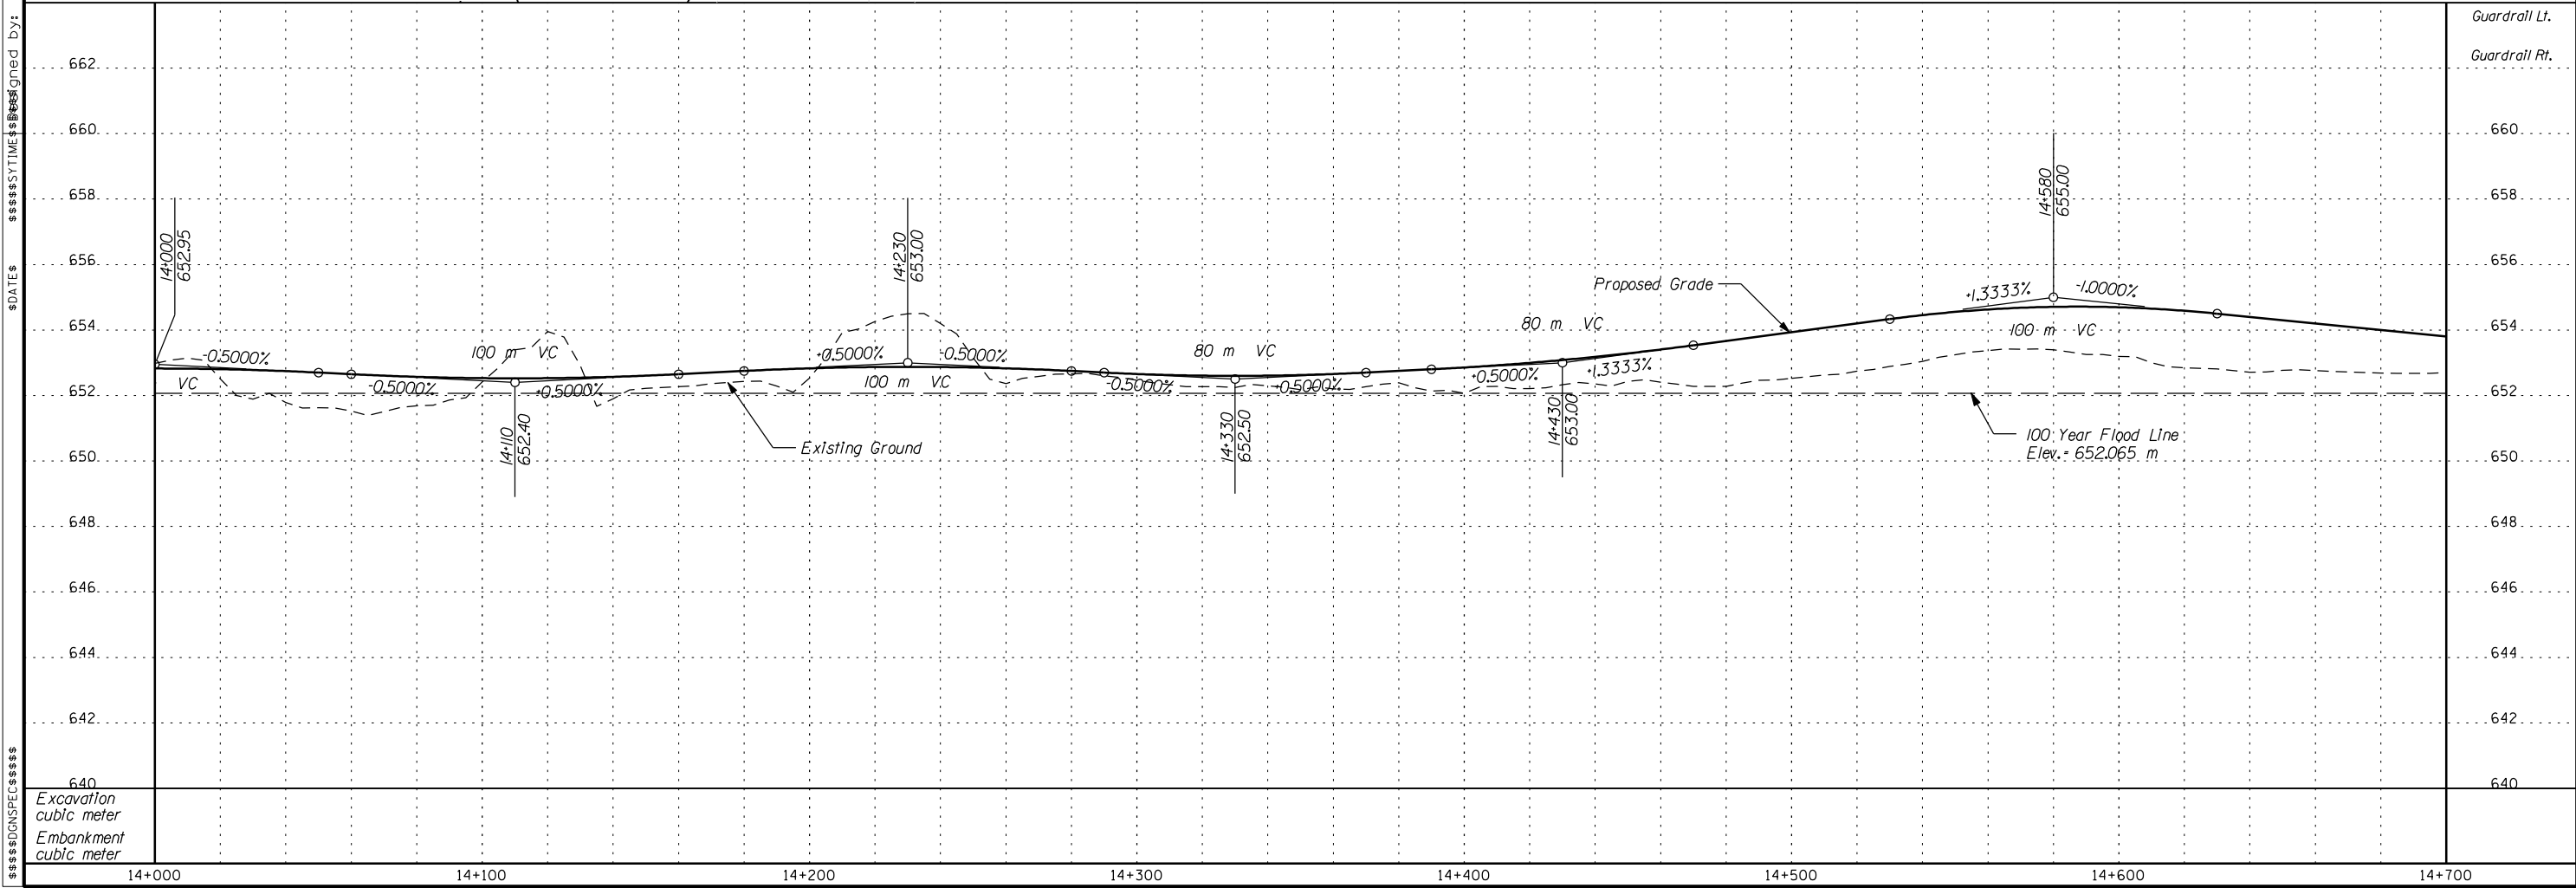 Guardrail Lt.
Guardrail Rt.
662
660
660
658
658
656
656
654
654
652
652
650
650
648
648
646
646
644
644
642
642
640
640
14+000
652.95
14+230
653.00
14+580
655.00
Proposed Grade
+1.3333%
-1.0000%
80 m VC
100 m VC
-0.5000%
100 m VC
+0.5000%
-0.5000%
80 m VC
VC
-0.5000%
+0.5000%
100 m VC
-0.5000%
+0.5000%
+0.5000%
+1.3333%
14+110
652.40
Existing Ground
14+330
652.50
14+430
653.00
100 Year Flood Line
Elev.= 652.065 m
Excavation
cubic meter
Embankment
cubic meter
14+000
14+100
14+200
14+300
14+400
14+500
14+600
14+700
$DATE$
$$$$$SYTIME$$$$$
$$$$$$DGNSPEC$$$$$$